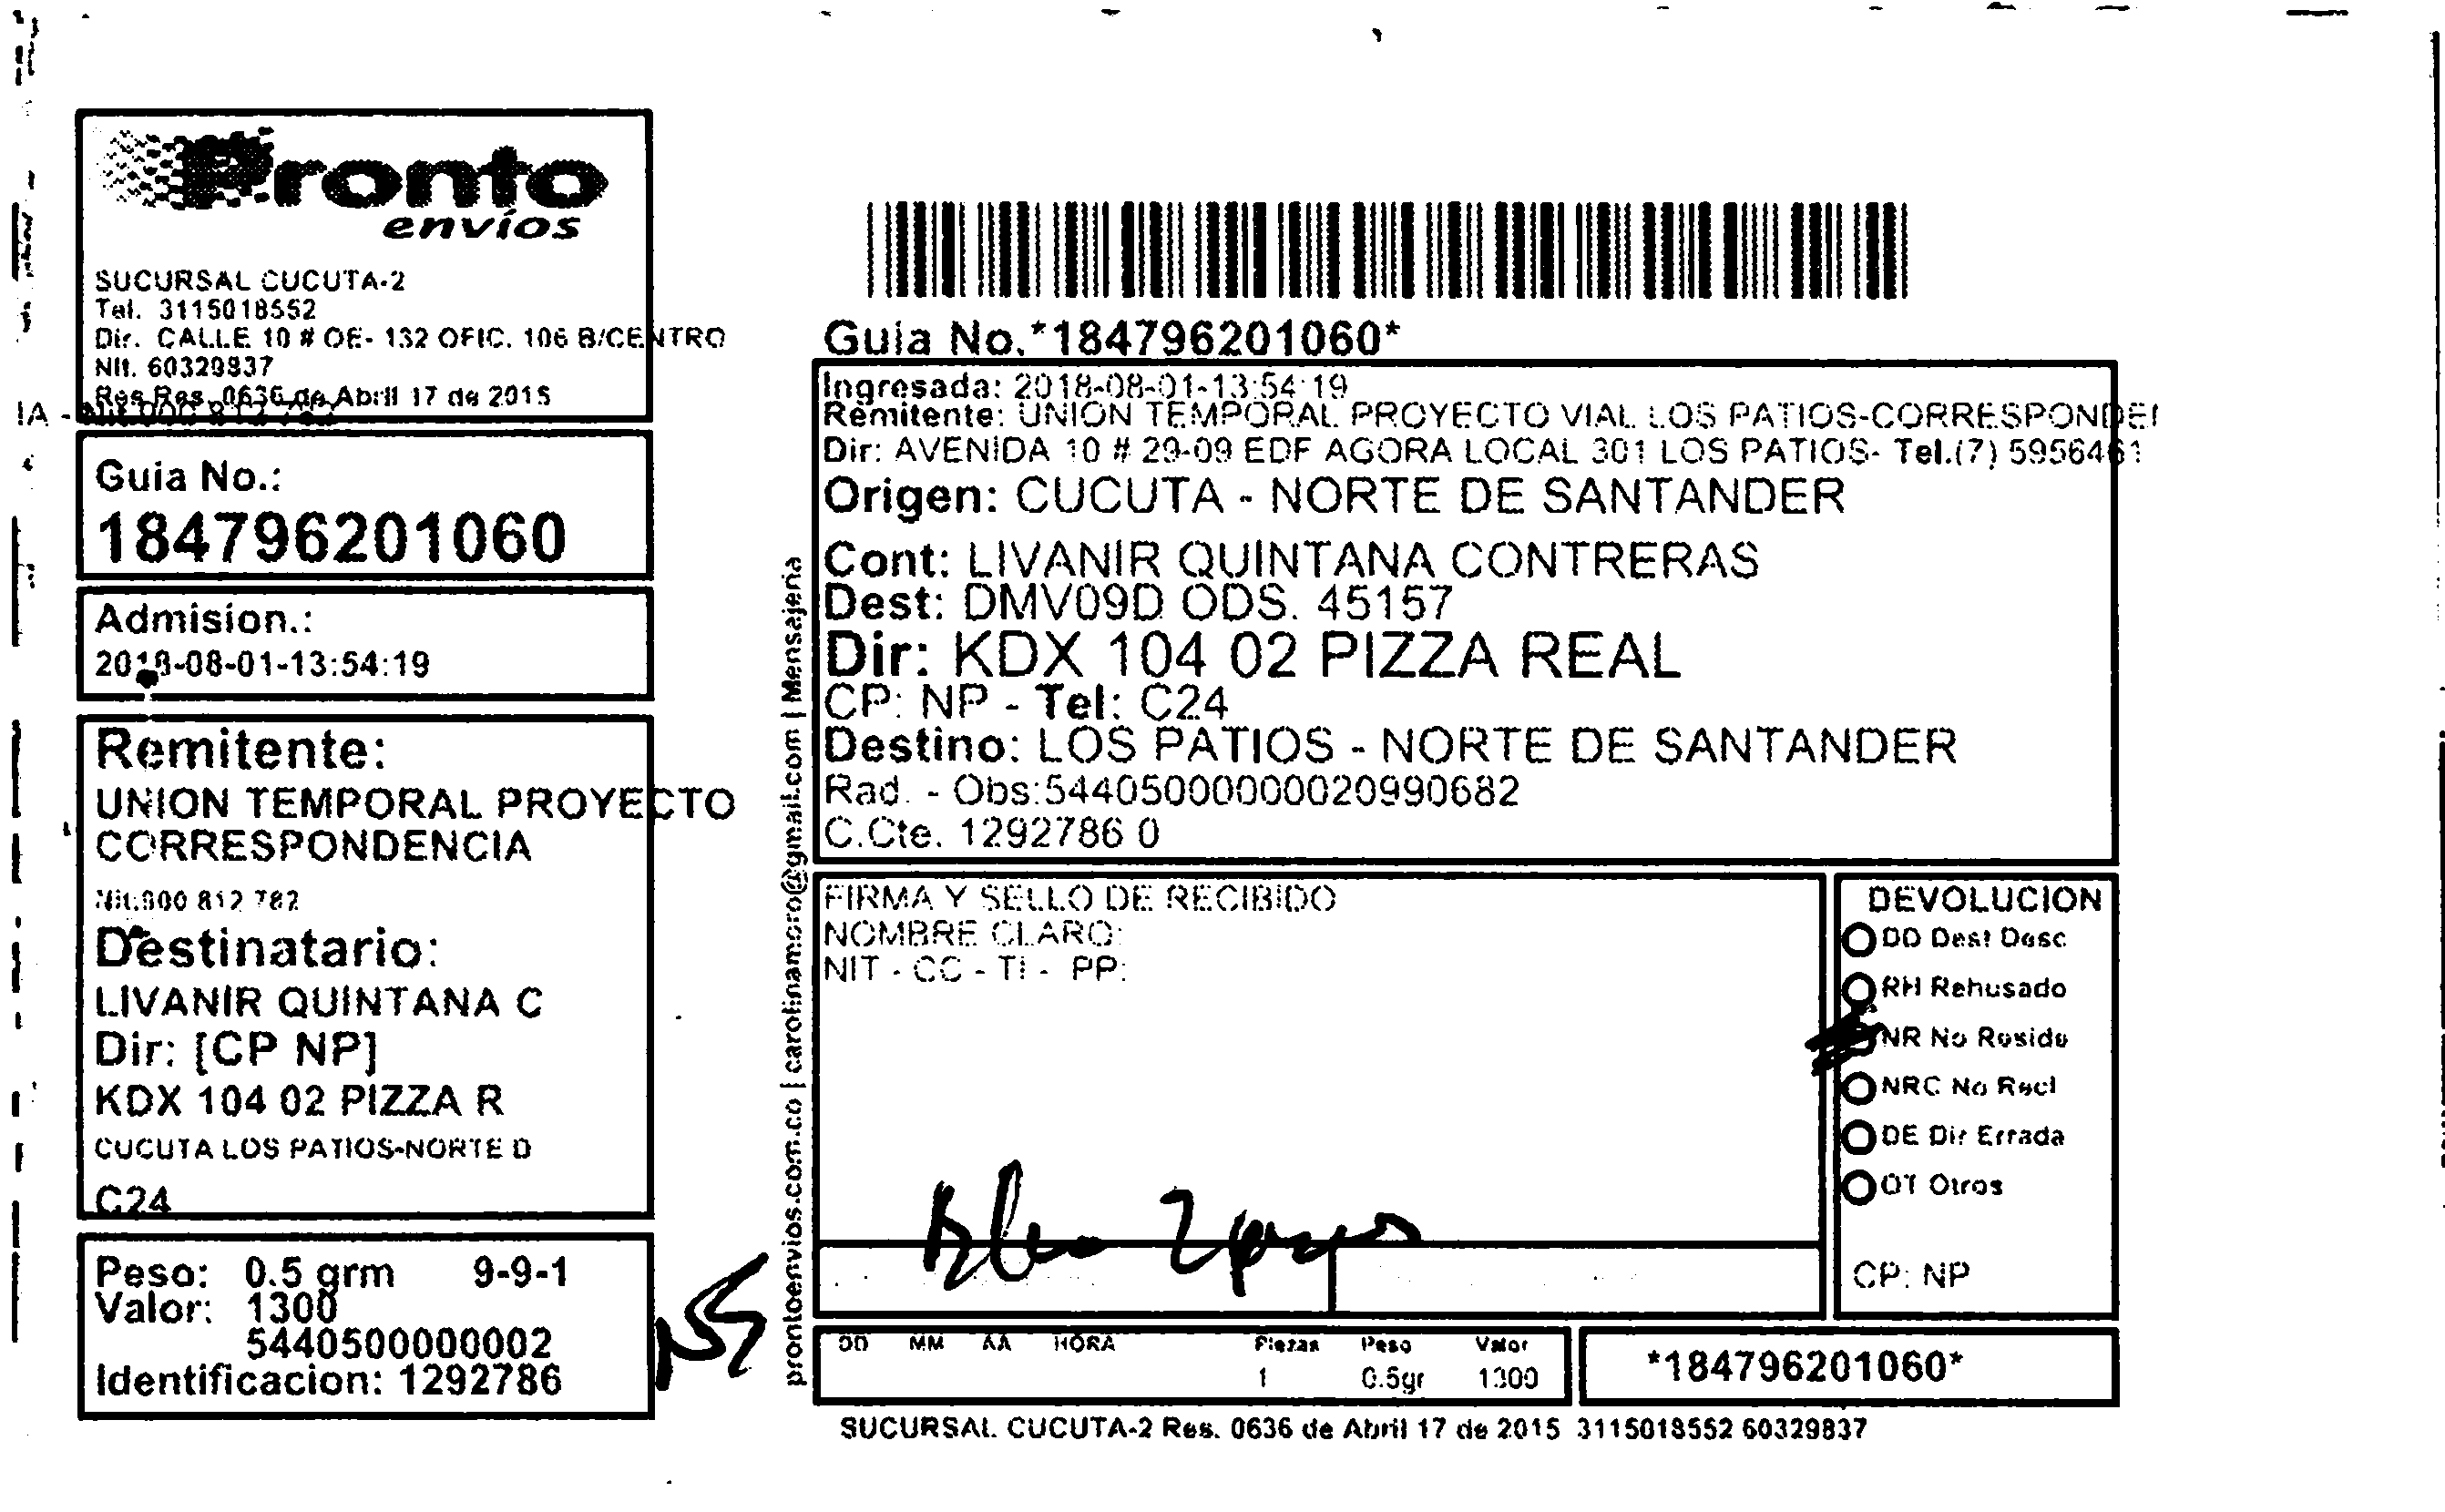 Pronto
envíos
SUCURSAL CUCUTA-2
Tel. 3115018552
Dir. CALLE 10 # OE- 132 OFIC. 106 B/CENTRO
Nit. 60329837
Res Res. 0636 de Abril 17 de 2015
IA - Nit.900 812 782
Guia No.:
184796201060
Admision.:
2018-08-01-13:54:19
Remitente:
UNION TEMPORAL PROYECTO
CORRESPONDENCIA
Nit:900 812 782
Destinatario:
LIVANIR QUINTANA C
Dir: [CP NP]
KDX 104 02 PIZZA R
CUCUTA LOS PATIOS-NORTE D
C24
Peso: 0.5 grm 9-9-1
Valor: 1300
5440500000002
Identificacion: 1292786
prontoenvios.com.co | carolinamoro@gmail.com | Mensajeria
Guia No.*184796201060*
Ingresada: 2018-08-01-13:54:19
Remitente: UNION TEMPORAL PROYECTO VIAL LOS PATIOS-CORRESPONDEN
Dir: AVENIDA 10 # 29-09 EDF AGORA LOCAL 301 LOS PATIOS- Tel.(7) 5956461
Origen: CUCUTA - NORTE DE SANTANDER
Cont: LIVANIR QUINTANA CONTRERAS
Dest: DMV09D ODS. 45157
Dir: KDX 104 02 PIZZA REAL
CP: NP - Tel: C24
Destino: LOS PATIOS - NORTE DE SANTANDER
Rad. - Obs:544050000000020990682
C.Cte. 1292786 0
FIRMA Y SELLO DE RECIBIDO
NOMBRE CLARO:
NIT - CC - TI - PP:
DEVOLUCION
DD Dest Desc
RH Rehusado
NR No Reside
NRC No Recl
DE Dir Errada
OT Otros
CP: NP
DD MM AA HORA Piezas Peso Valor
1 0.5gr 1300
*184796201060*
SUCURSAL CUCUTA-2 Res. 0636 de Abril 17 de 2015 3115018552 60329837